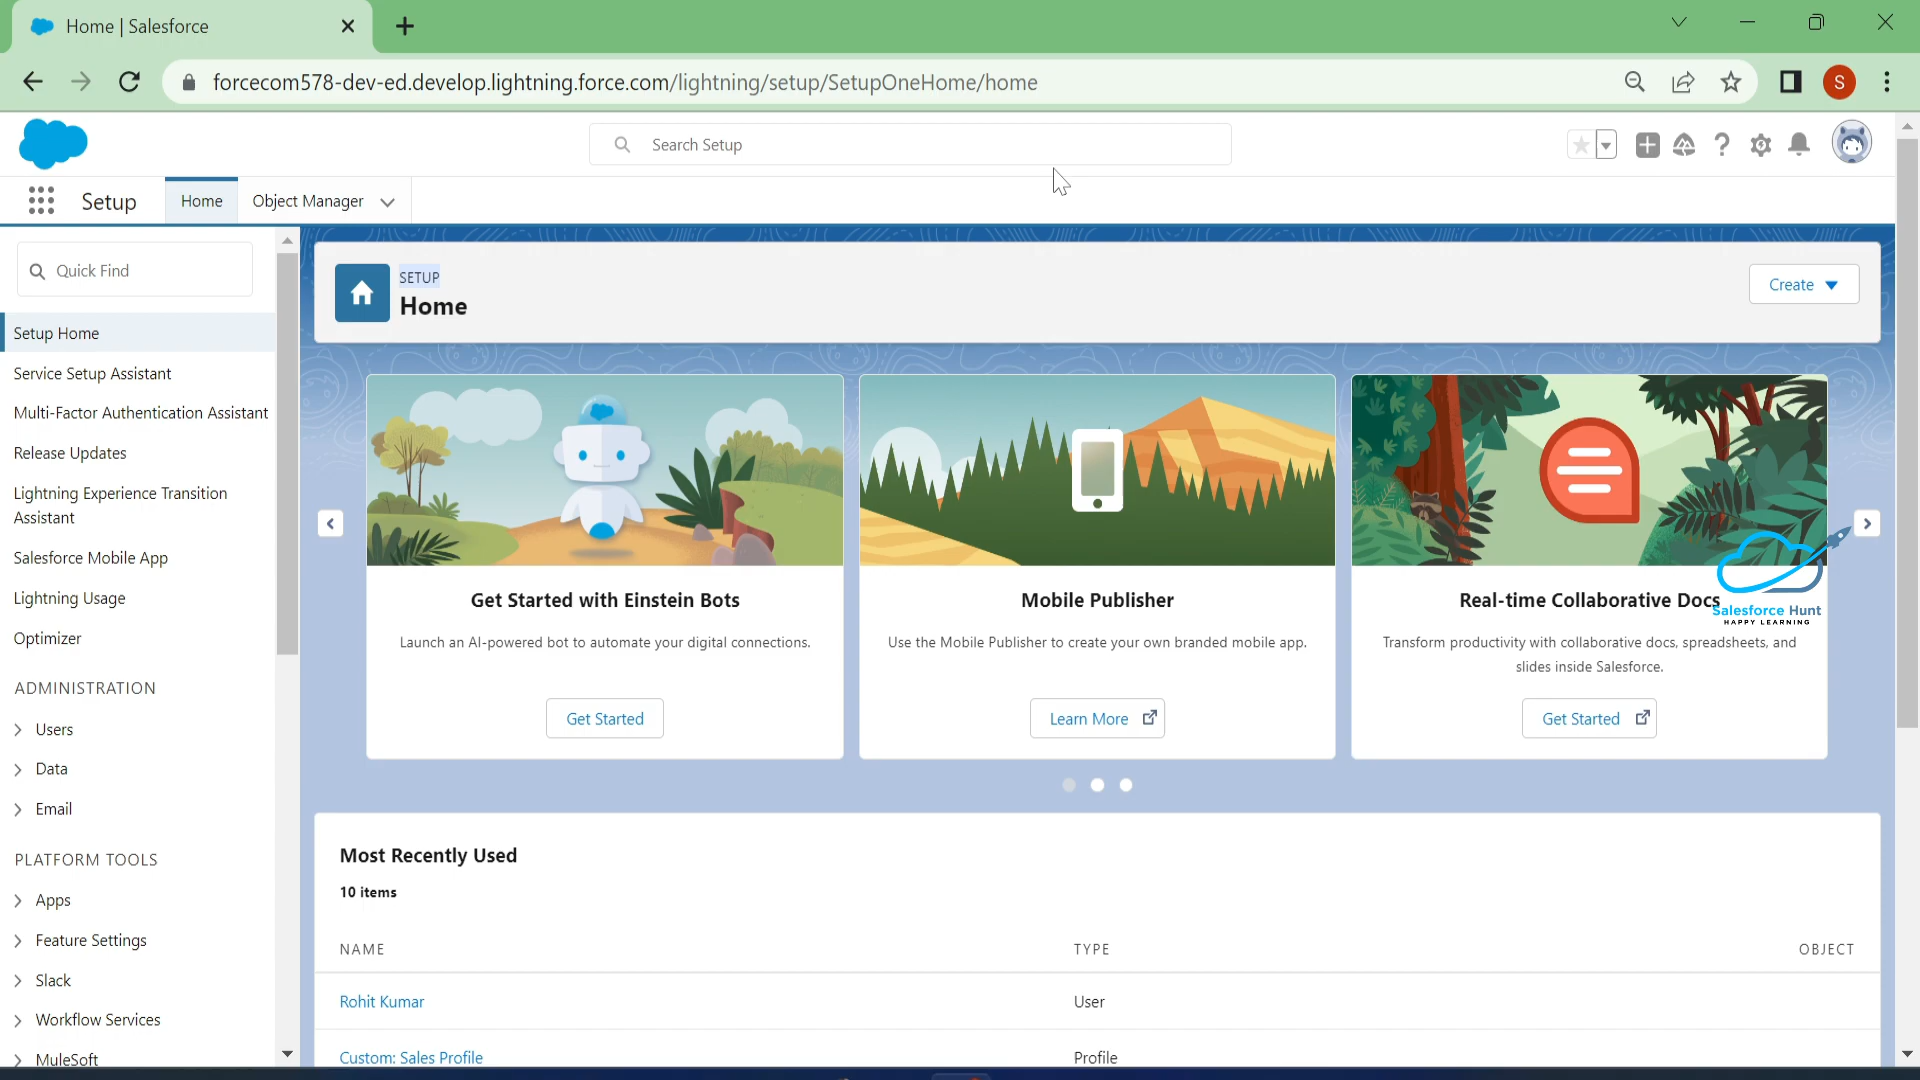 Home | Salesforce
forcecom578-dev-ed.develop.lightning.force.com/lightning/setup/SetupOneHome/home
S
Search Setup
Setup
Home
Object Manager
Quick Find
Setup Home
Service Setup Assistant
Multi-Factor Authentication Assistant
Release Updates
Lightning Experience Transition
Assistant
Salesforce Mobile App
Lightning Usage
Optimizer
ADMINISTRATION
Users
Data
Email
PLATFORM TOOLS
Apps
Feature Settings
Slack
Workflow Services
MuleSoft
SETUP
Home
Create
Get Started with Einstein Bots
Launch an AI-powered bot to automate your digital connections.
Get Started
Mobile Publisher
Use the Mobile Publisher to create your own branded mobile app.
Learn More
Real-time Collaborative Docs
Transform productivity with collaborative docs, spreadsheets, and
slides inside Salesforce.
Get Started
Salesforce Hunt
HAPPY LEARNING
Most Recently Used
10 items
NAME TYPE OBJECT
Rohit Kumar User
Custom: Sales Profile Profile